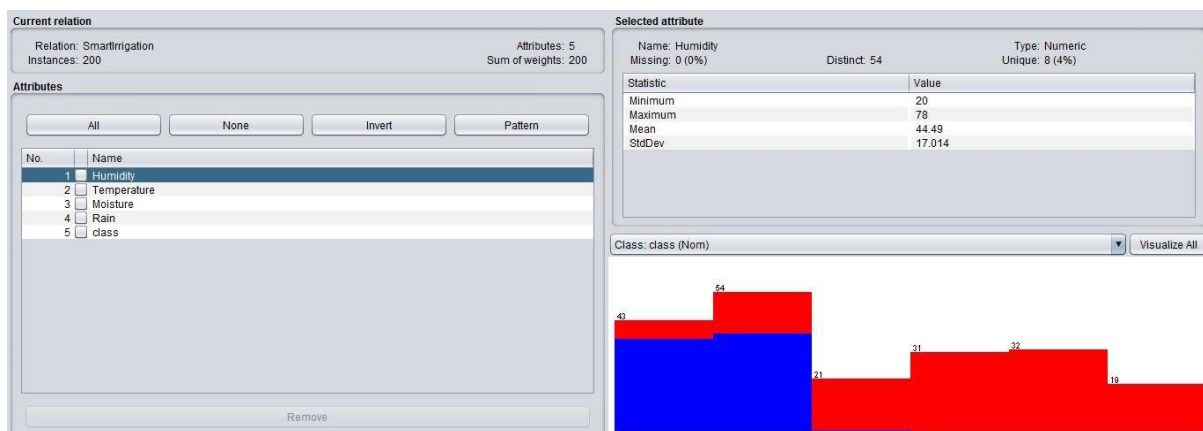 Current relation
Relation: SmartIrrigation
Attributes: 5
Instances: 200
Sum of weights: 200
Attributes
All
None
Invert
Pattern
No.
Name
1 Humidity
2 Temperature
3 Moisture
4 Rain
5 class
Remove
Selected attribute
Name: Humidity
Type: Numeric
Missing: 0 (0%)
Distinct: 54
Unique: 8 (4%)
Statistic
Value
Minimum
20
Maximum
78
Mean
44.49
StdDev
17.014
Class: class (Nom)
Visualize All
43
54
21
31
32
19